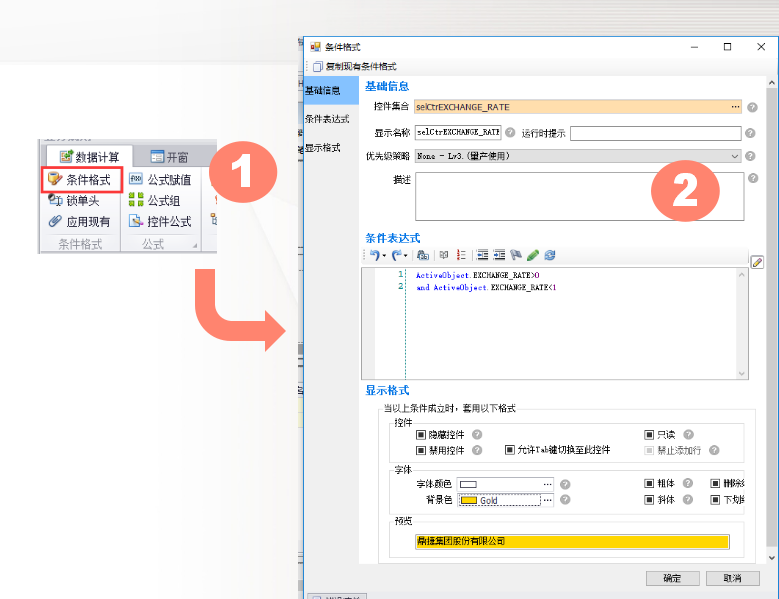 数据计算
开窗
条件格式
公式赋值
锁单头
公式组
应用现有
控件公式
条件格式
公式
1
条件格式
复制现有条件格式
基础信息
条件表达式
显示格式
基础信息
控件集合
selCtrEXCHANGE_RATE
显示名称
selCtrEXCHANGE_RATE
运行时提示
优先级策略
None - Lv3.(量产使用)
描述
2
条件表达式
1 ActiveObject.EXCHANGE_RATE>0
2 and ActiveObject.EXCHANGE_RATE<1
显示格式
当以上条件成立时，套用以下格式
控件
隐藏控件
只读
禁用控件
允许Tab键切换至此控件
禁止添加行
字体
字体颜色
粗体
删除
背景色
Gold
斜体
下划
预览
鼎捷集团股份有限公司
确定
取消